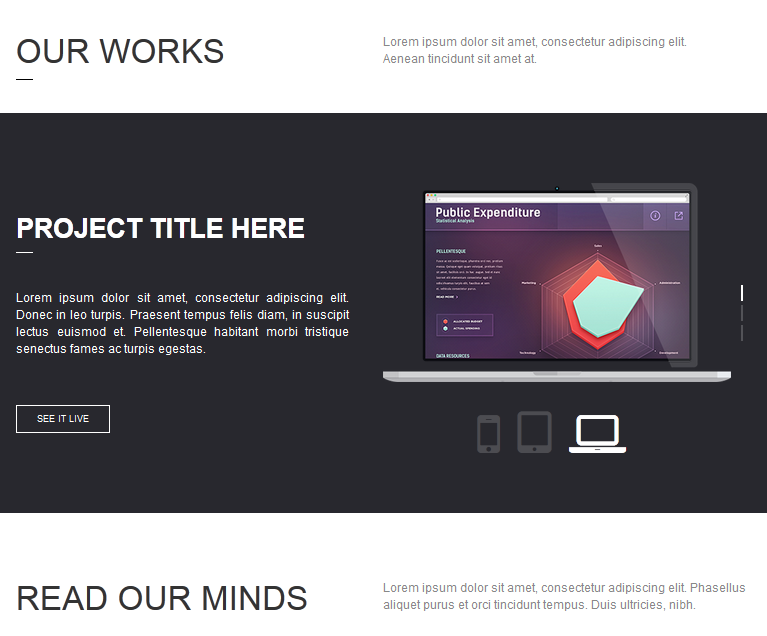 OUR WORKS
Lorem ipsum dolor sit amet, consectetur adipiscing elit.
Aenean tincidunt sit amet at.
PROJECT TITLE HERE
Lorem ipsum dolor sit amet, consectetur adipiscing elit.
Donec in leo turpis. Praesent tempus felis diam, in suscipit
lectus euismod et. Pellentesque habitant morbi tristique
senectus fames ac turpis egestas.
SEE IT LIVE
Public Expenditure
Statistical Analysis
PELLENTESQUE
READ MORE
ALLOCATED BUDGET
ACTUAL SPENDING
DATA RESOURCES
Sales
Marketing
Administration
Technology
Development
READ OUR MINDS
Lorem ipsum dolor sit amet, consectetur adipiscing elit. Phasellus
aliquet purus et orci tincidunt tempus. Duis ultricies, nibh.